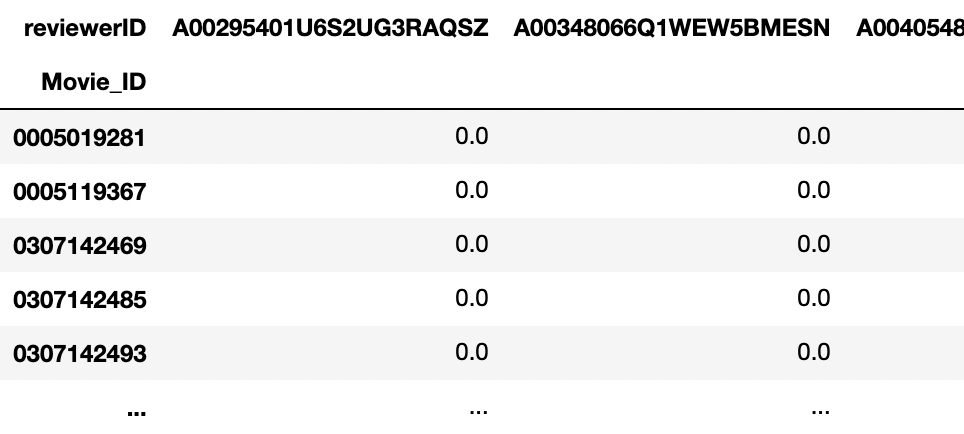 reviewerID A00295401U6S2UG3RAQSZ A00348066Q1WEW5BMESN A0040548
Movie_ID
0005019281 0.0 0.0
0005119367 0.0 0.0
0307142469 0.0 0.0
0307142485 0.0 0.0
0307142493 0.0 0.0
... ... ...